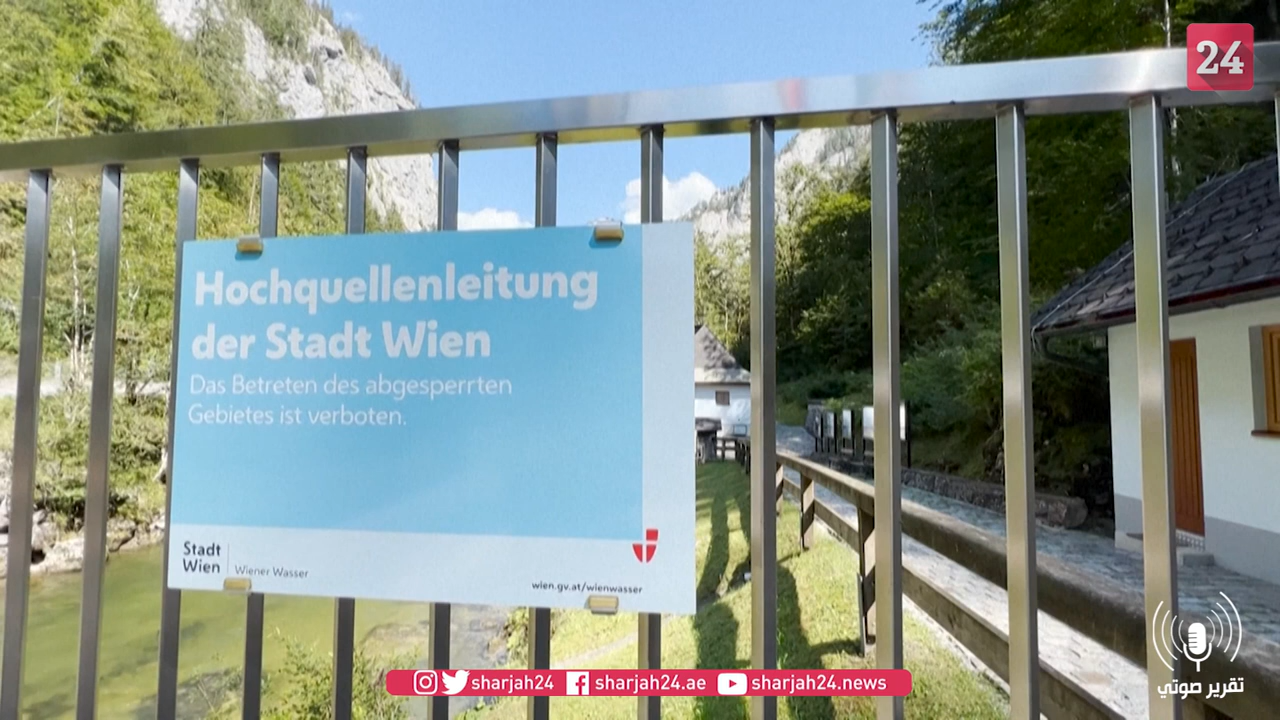 24
Hochquellenleitung
der Stadt Wien
Das Betreten des abgesperrten
Gebietes ist verboten.
Stadt
Wien
Wiener Wasser
wien.gv.at/wienwasser
تقرير صوتي
sharjah24 sharjah24.ae sharjah24.news